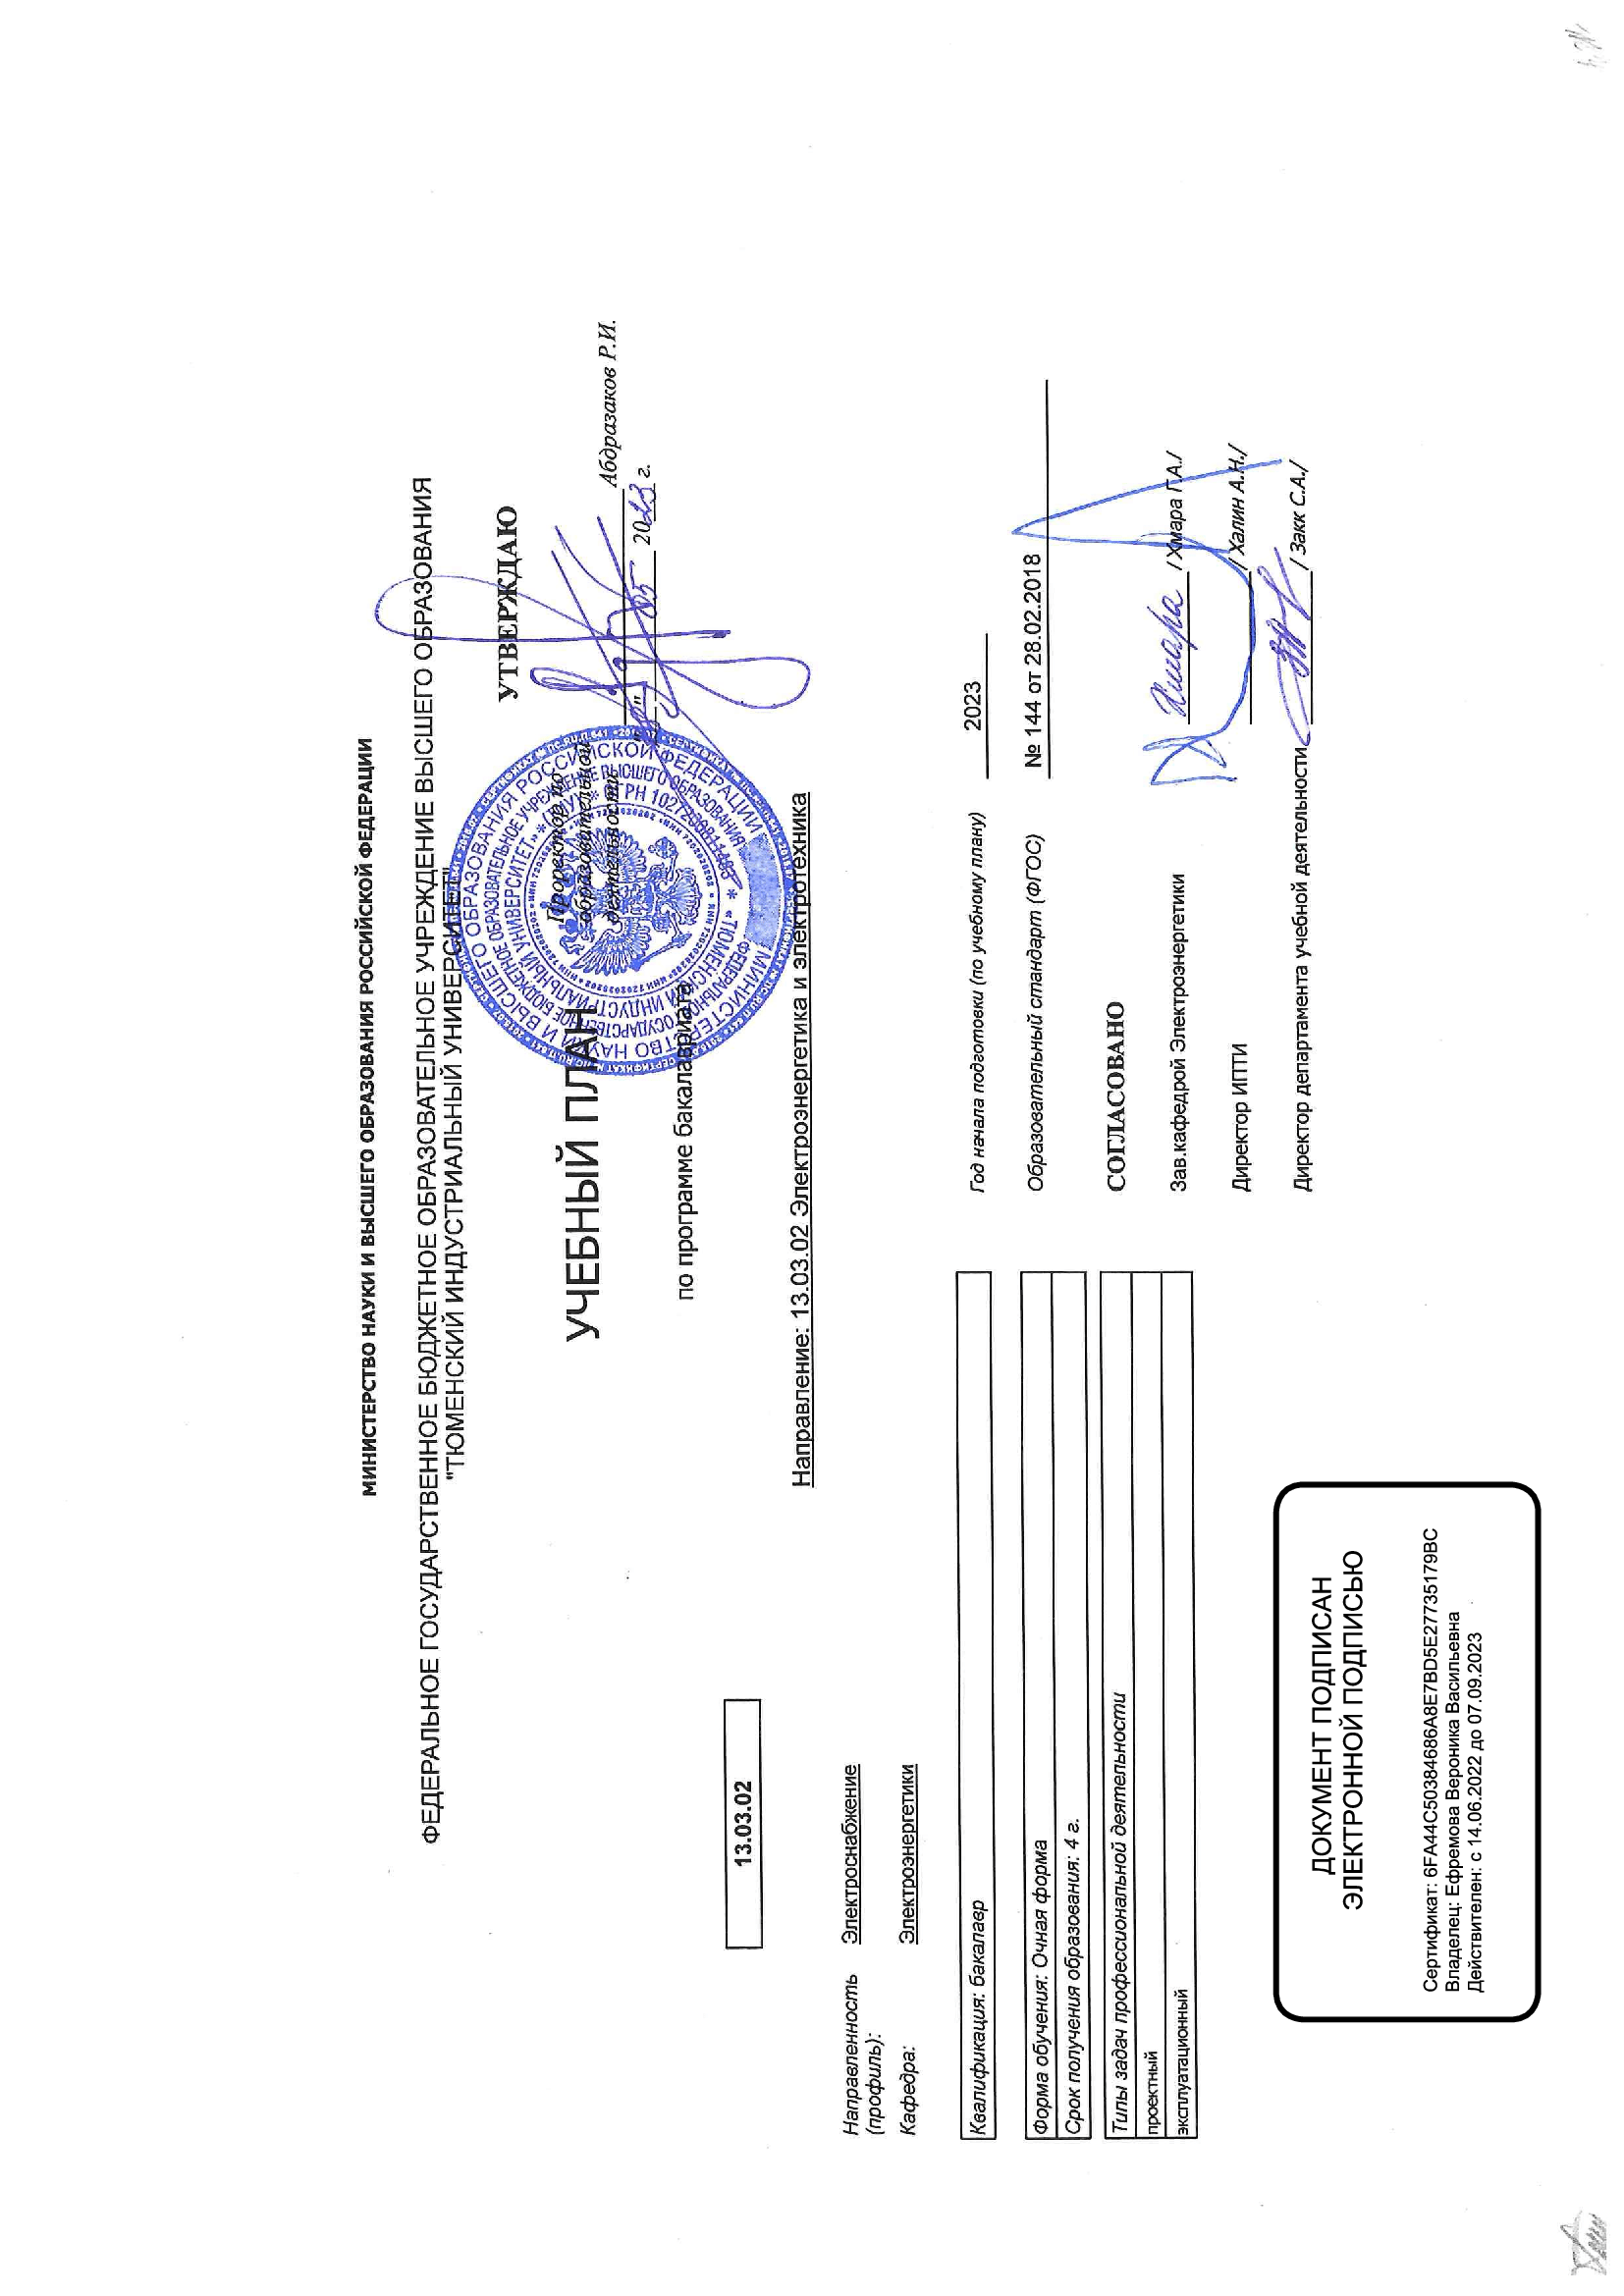 МИНИСТЕРСТВО НАУКИ И ВЫСШЕГО ОБРАЗОВАНИЯ РОССИЙСКОЙ ФЕДЕРАЦИИ
ФЕДЕРАЛЬНОЕ ГОСУДАРСТВЕННОЕ БЮДЖЕТНОЕ ОБРАЗОВАТЕЛЬНОЕ УЧРЕЖДЕНИЕ ВЫСШЕГО ОБРАЗОВАНИЯ
"ТЮМЕНСКИЙ ИНДУСТРИАЛЬНЫЙ УНИВЕРСИТЕТ"
УТВЕРЖДАЮ
УЧЕБНЫЙ ПЛАН
Проректор по
образовательной
деятельности
Абдразаков Р.И.
05 2023 г.
по программе бакалавриата
13.03.02
Направление: 13.03.02 Электроэнергетика и электротехника
Направленность (профиль): Электроснабжение
Кафедра: Электроэнергетики
Квалификация: бакалавр
Год начала подготовки (по учебному плану) 2023
Форма обучения: Очная форма
Образовательный стандарт (ФГОС) № 144 от 28.02.2018
Срок получения образования: 4 г.
Типы задач профессиональной деятельности
проектный
эксплуатационный
СОГЛАСОВАНО
Зав.кафедрой Электроэнергетики Хмара / Хмара Г.А./
Директор ИПТИ / Халин А.Н./
Директор департамента учебной деятельности / Закк С.А./
ДОКУМЕНТ ПОДПИСАН
ЭЛЕКТРОННОЙ ПОДПИСЬЮ
Сертификат: 6FA44C50384686A8E7BD5E27735179BC
Владелец: Ефремова Вероника Васильевна
Действителен: с 14.06.2022 до 07.09.2023